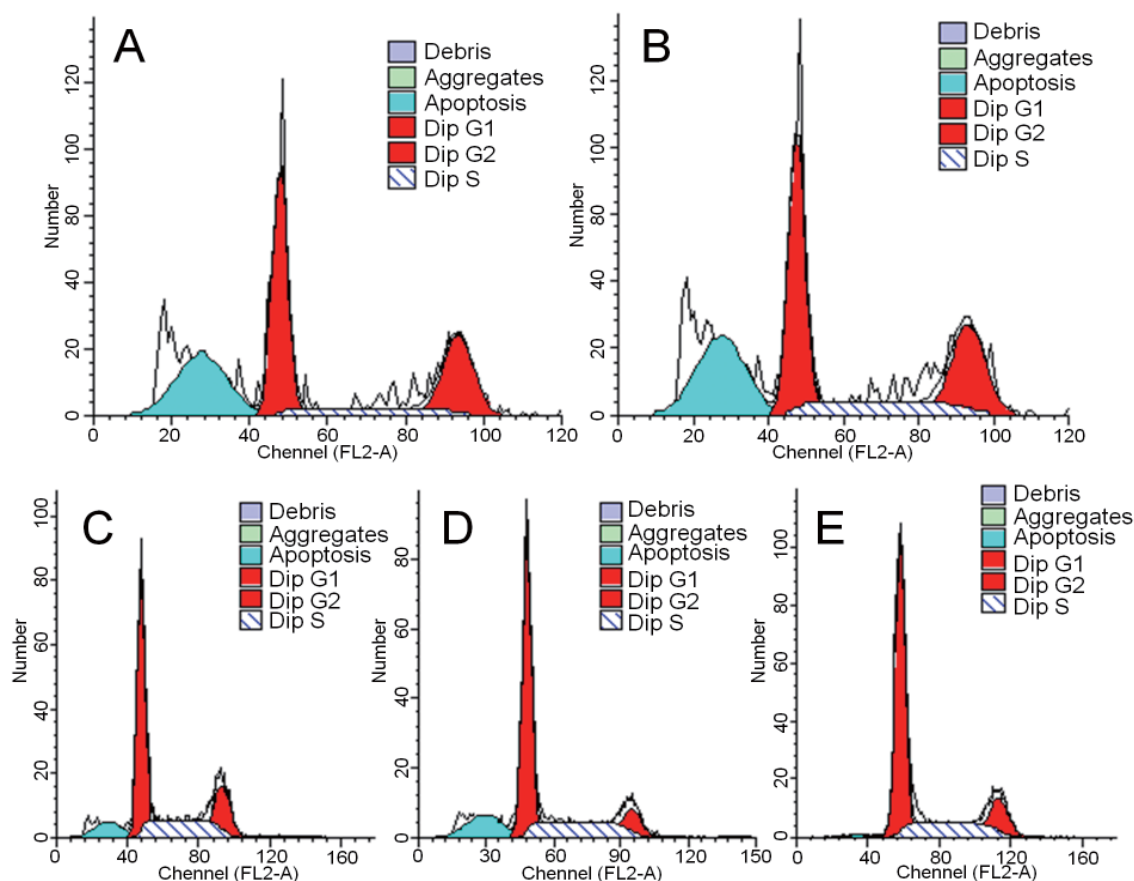 A
Debris
Aggregates
Apoptosis
Dip G1
Dip G2
Dip S
Number
0 20 40 60 80 100 120
0 20 40 60 80 100 120
Chennel (FL2-A)
B
Debris
Aggregates
Apoptosis
Dip G1
Dip G2
Dip S
Number
0 20 40 60 80 100 120
0 20 40 60 80 100 120
Chennel (FL2-A)
C
Debris
Aggregates
Apoptosis
Dip G1
Dip G2
Dip S
Number
0 20 40 60 80 100
0 40 80 120 160
Channel (FL2-A)
D
Debris
Aggregates
Apoptosis
Dip G1
Dip G2
Dip S
Number
0 20 40 60 80
0 30 60 90 120 150
Channel (FL2-A)
E
Debris
Aggregates
Apoptosis
Dip G1
Dip G2
Dip S
Number
0 20 40 60 80 100
0 40 80 120 160
Channel (FL2-A)